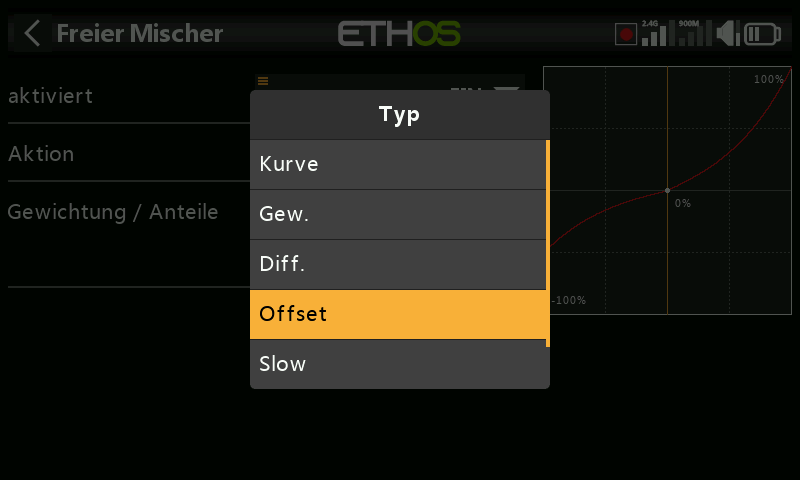 Freier Mischer
ETHOS
2.4G
900M
aktiviert
Aktion
Gewichtung / Anteile
Typ
Kurve
Gew.
Diff.
Offset
Slow
100%
0%
-100%